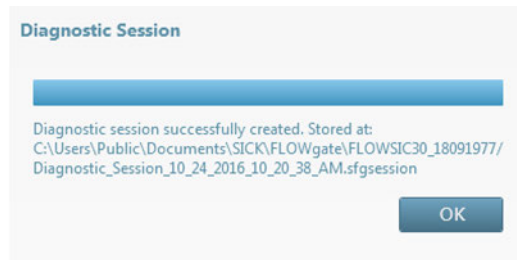 Diagnostic Session
Diagnostic session successfully created. Stored at:
C:\Users\Public\Documents\SICK\FLOWgate\FLOWSIC30_18091977/
Diagnostic_Session_10_24_2016_10_20_38_AM.sfgsession
OK